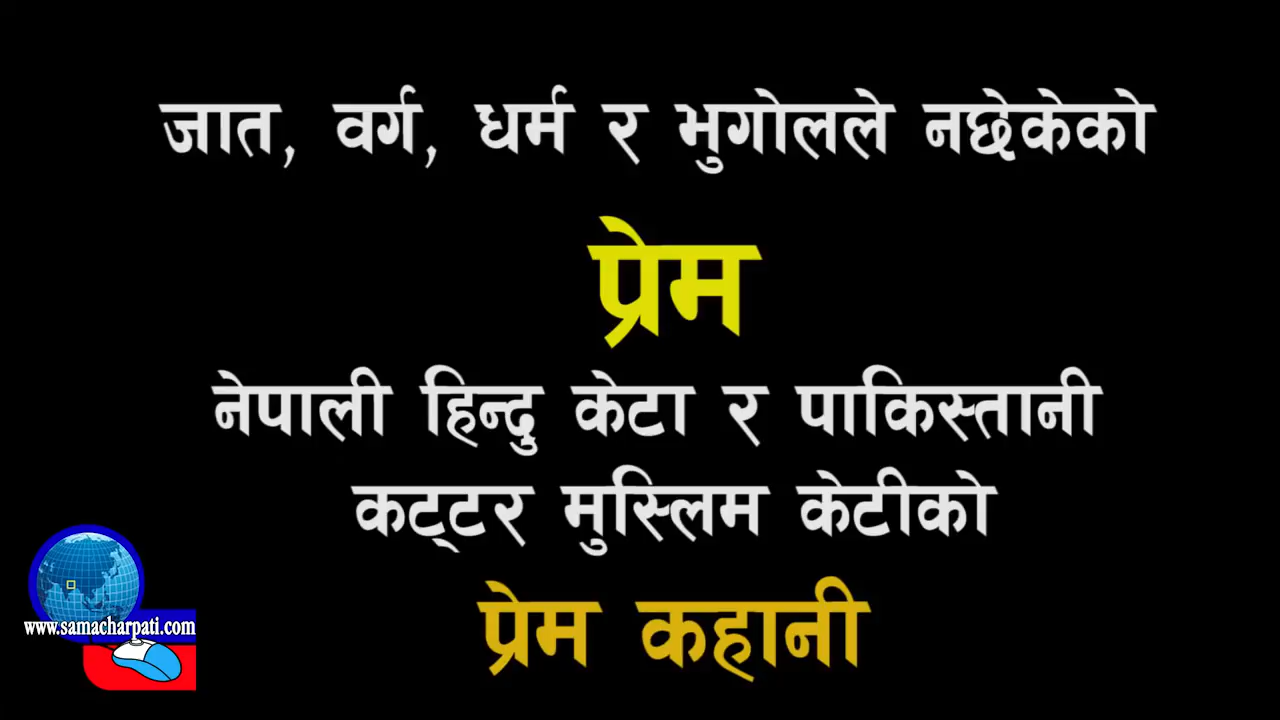 जात, वर्ग, धर्म र भुगोलले नछेकेको
प्रेम
नेपाली हिन्दु केटा र पाकिस्तानी
कट्टर मुस्लिम केटीको
प्रेम कहानी
www.samacharpati.com